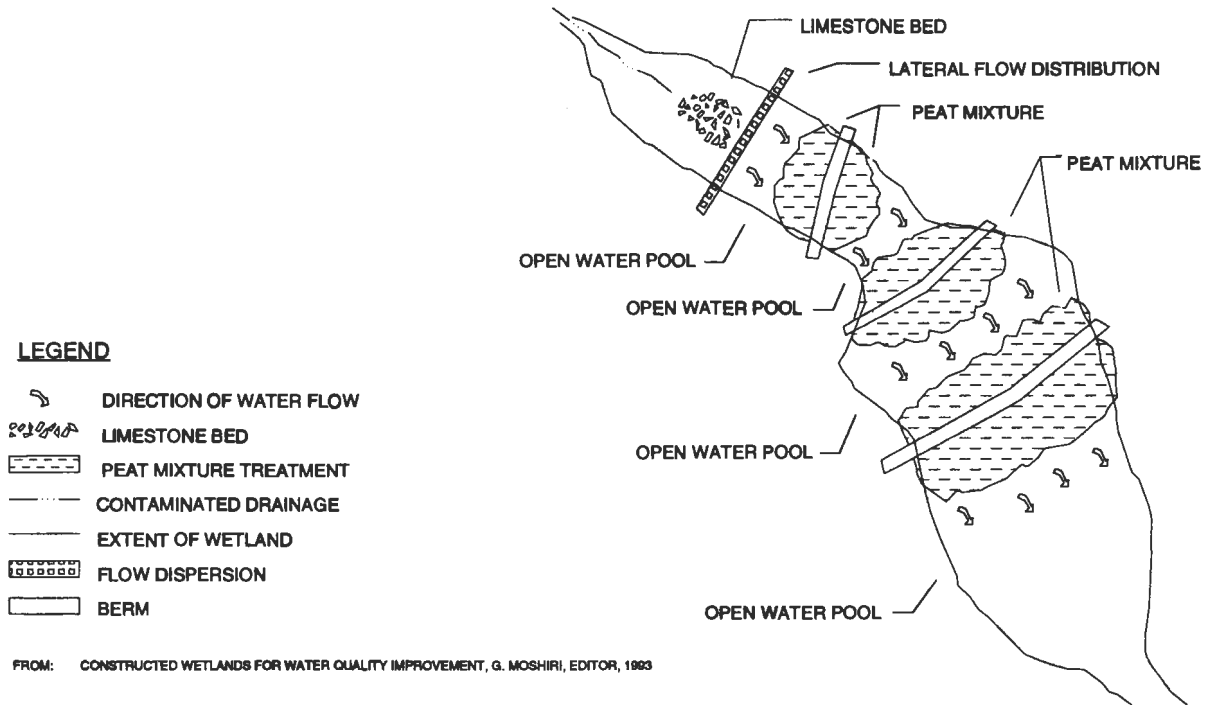 LIMESTONE BED
LATERAL FLOW DISTRIBUTION
PEAT MIXTURE
PEAT MIXTURE
OPEN WATER POOL
OPEN WATER POOL
OPEN WATER POOL
OPEN WATER POOL
LEGEND
DIRECTION OF WATER FLOW
LIMESTONE BED
PEAT MIXTURE TREATMENT
CONTAMINATED DRAINAGE
EXTENT OF WETLAND
FLOW DISPERSION
BERM
FROM: CONSTRUCTED WETLANDS FOR WATER QUALITY IMPROVEMENT, G. MOSHIRI, EDITOR, 1993